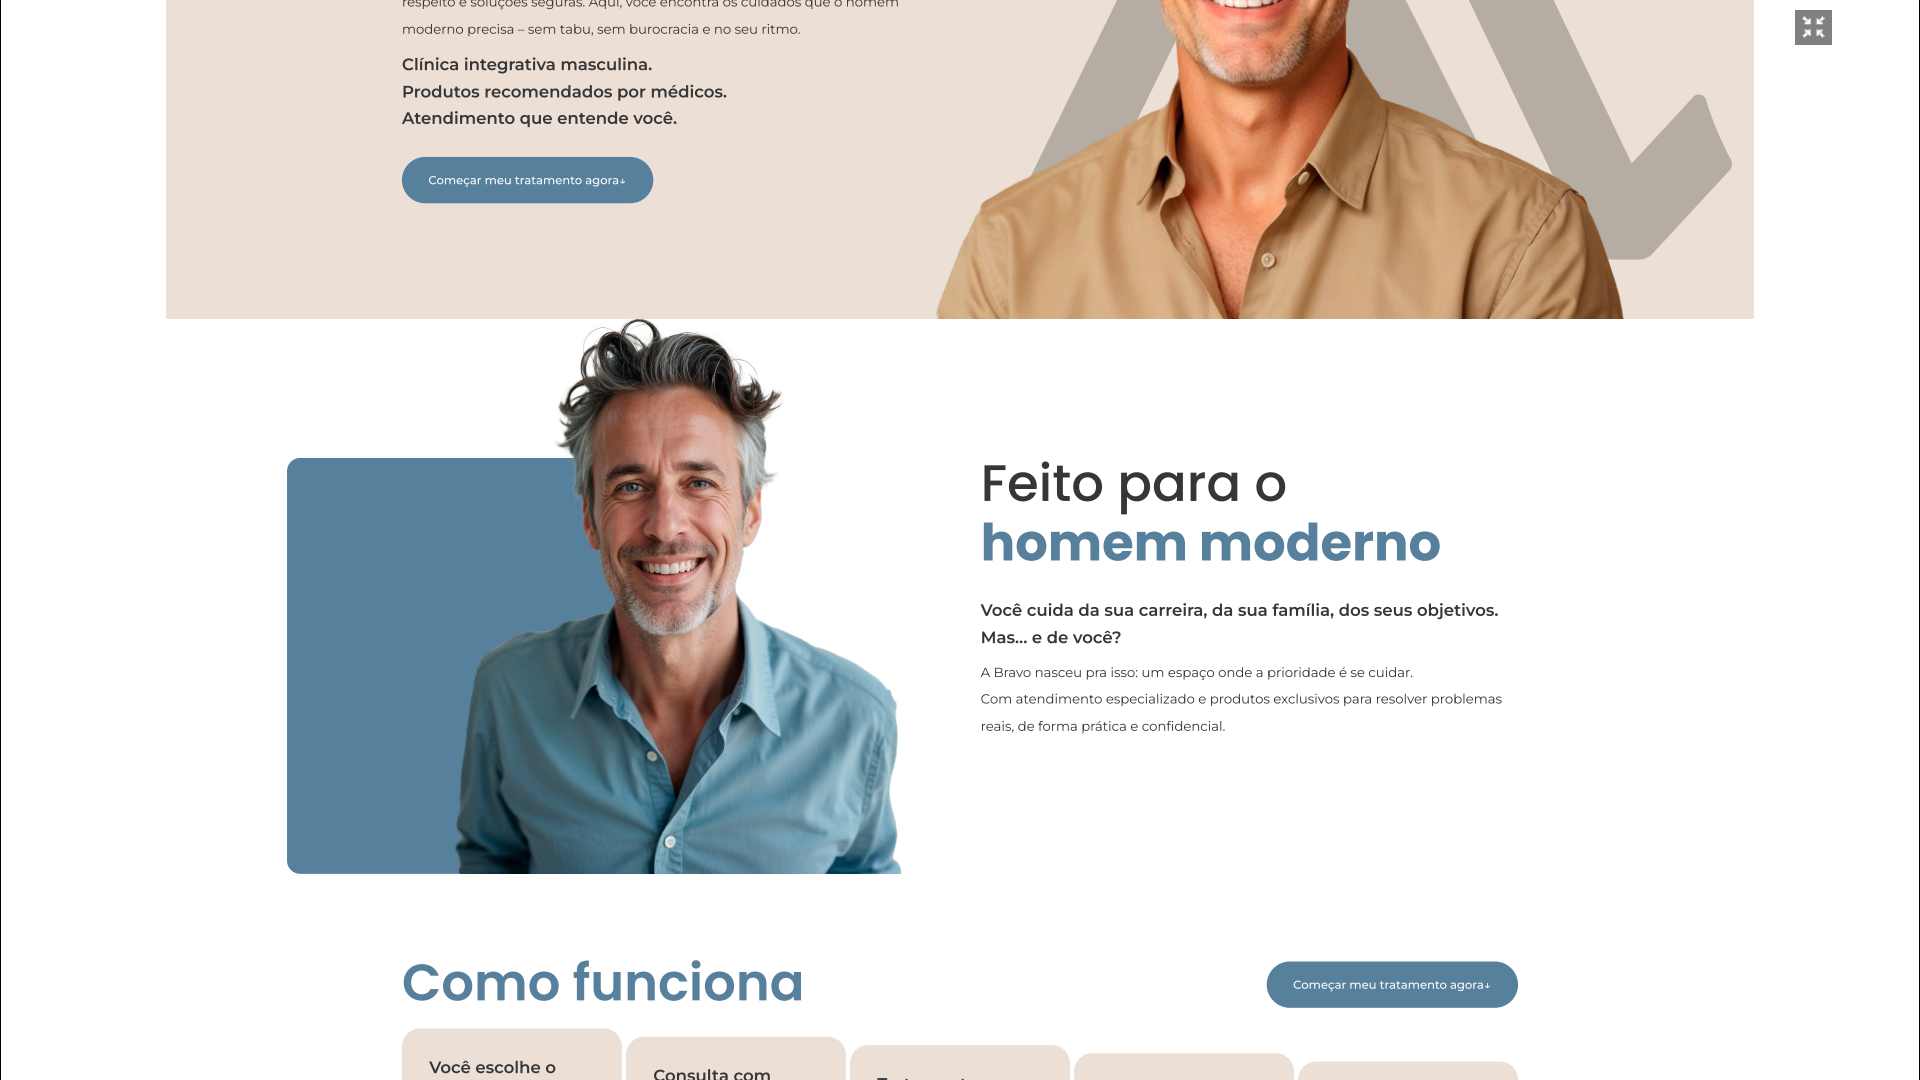 respeito e soluções seguras. Aqui, você encontra os cuidados que o homem
moderno precisa – sem tabu, sem burocracia e no seu ritmo.
Clínica integrativa masculina.
Produtos recomendados por médicos.
Atendimento que entende você.
Começar meu tratamento agora↓
Feito para o
homem moderno
Você cuida da sua carreira, da sua família, dos seus objetivos.
Mas... e de você?
A Bravo nasceu pra isso: um espaço onde a prioridade é se cuidar.
Com atendimento especializado e produtos exclusivos para resolver problemas
reais, de forma prática e confidencial.
Como funciona
Começar meu tratamento agora↓
Você escolhe o
Consulta com